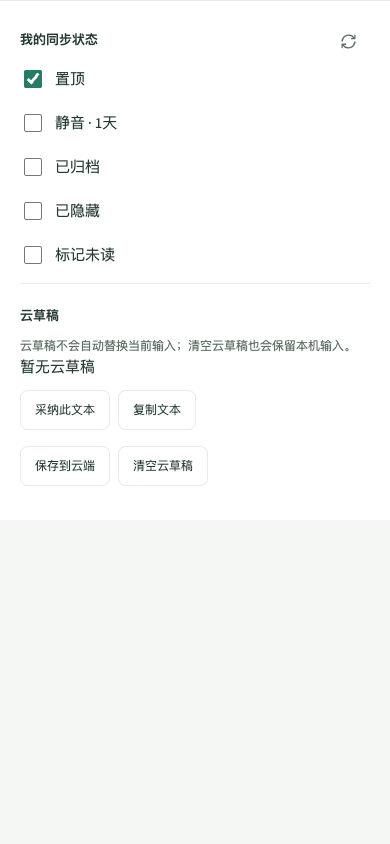 我的同步状态
置顶
静音 · 1天
已归档
已隐藏
标记未读
云草稿
云草稿不会自动替换当前输入；清空云草稿也会保留本机输入。
暂无云草稿
采纳此文本 复制文本
保存到云端 清空云草稿